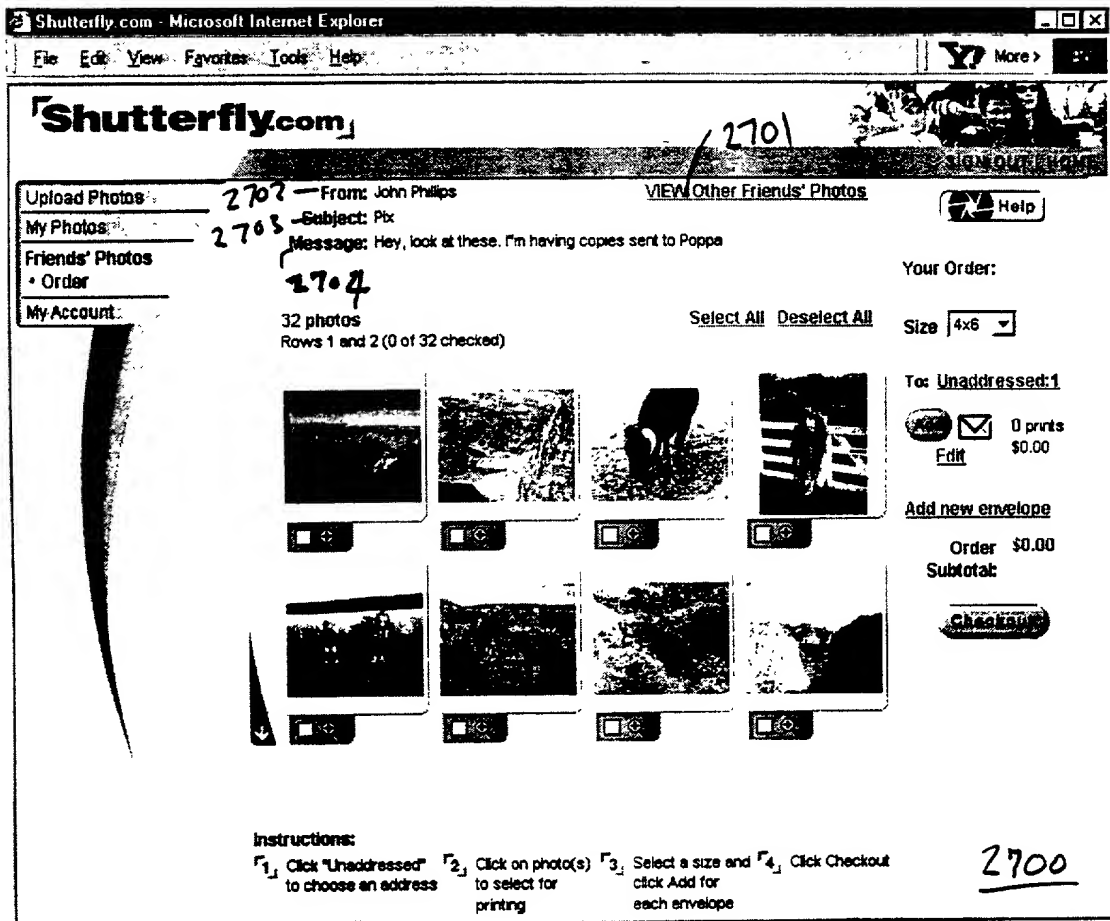 Shutterfly.com - Microsoft Internet Explorer
File Edit View Favorites Tools Help
More >
Shutterfly.com
2701
SIGN OUT HOME
Upload Photos
My Photos
Friends' Photos
• Order
My Account
2702 From: John Philips
2703 Subject: Pix
Message: Hey, look at these. I'm having copies sent to Poppa
2704
VIEW Other Friends' Photos
Help
32 photos
Rows 1 and 2 (0 of 32 checked)
Select All Deselect All
Your Order:
Size 4x6
To: Unaddressed:1
Add 0 prints
$0.00
Edit
Add new envelope
Order $0.00
Subtotal:
Checkout
Instructions:
1 Click "Unaddressed"
to choose an address
2 Click on photo(s)
to select for
printing
3 Select a size and
click Add for
each envelope
4 Click Checkout
2700